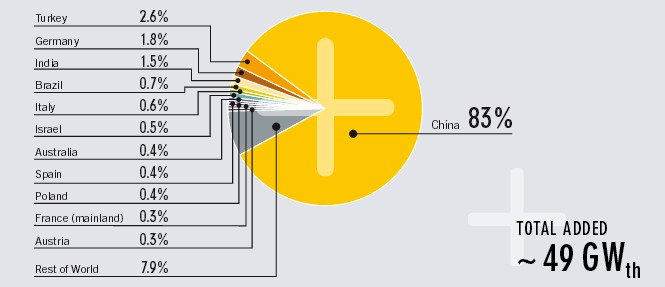 Turkey 2.6%
Germany 1.8%
India 1.5%
Brazil 0.7%
Italy 0.6%
Israel 0.5%
Australia 0.4%
Spain 0.4%
Poland 0.4%
France (mainland) 0.3%
Austria 0.3%
Rest of World 7.9%
China 83%
TOTAL ADDED
~ 49 GWth